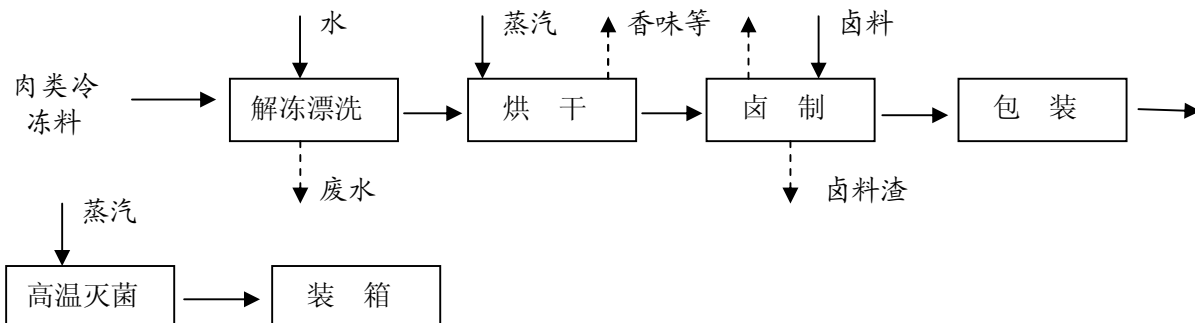 水
蒸汽
香味等
卤料
肉类冷
冻料
解冻漂洗
烘 干
卤 制
包 装
废水
卤料渣
蒸汽
高温灭菌
装 箱